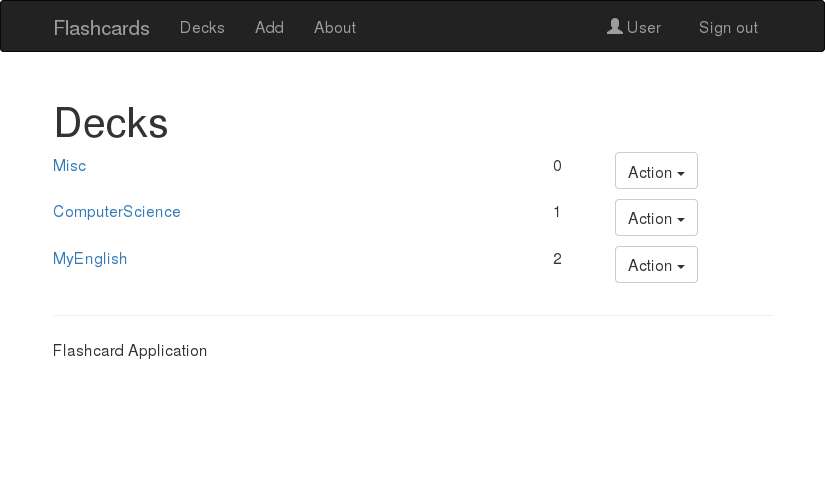 Flashcards Decks Add About User Sign out
Decks
Misc 0 Action
ComputerScience 1 Action
MyEnglish 2 Action
Flashcard Application